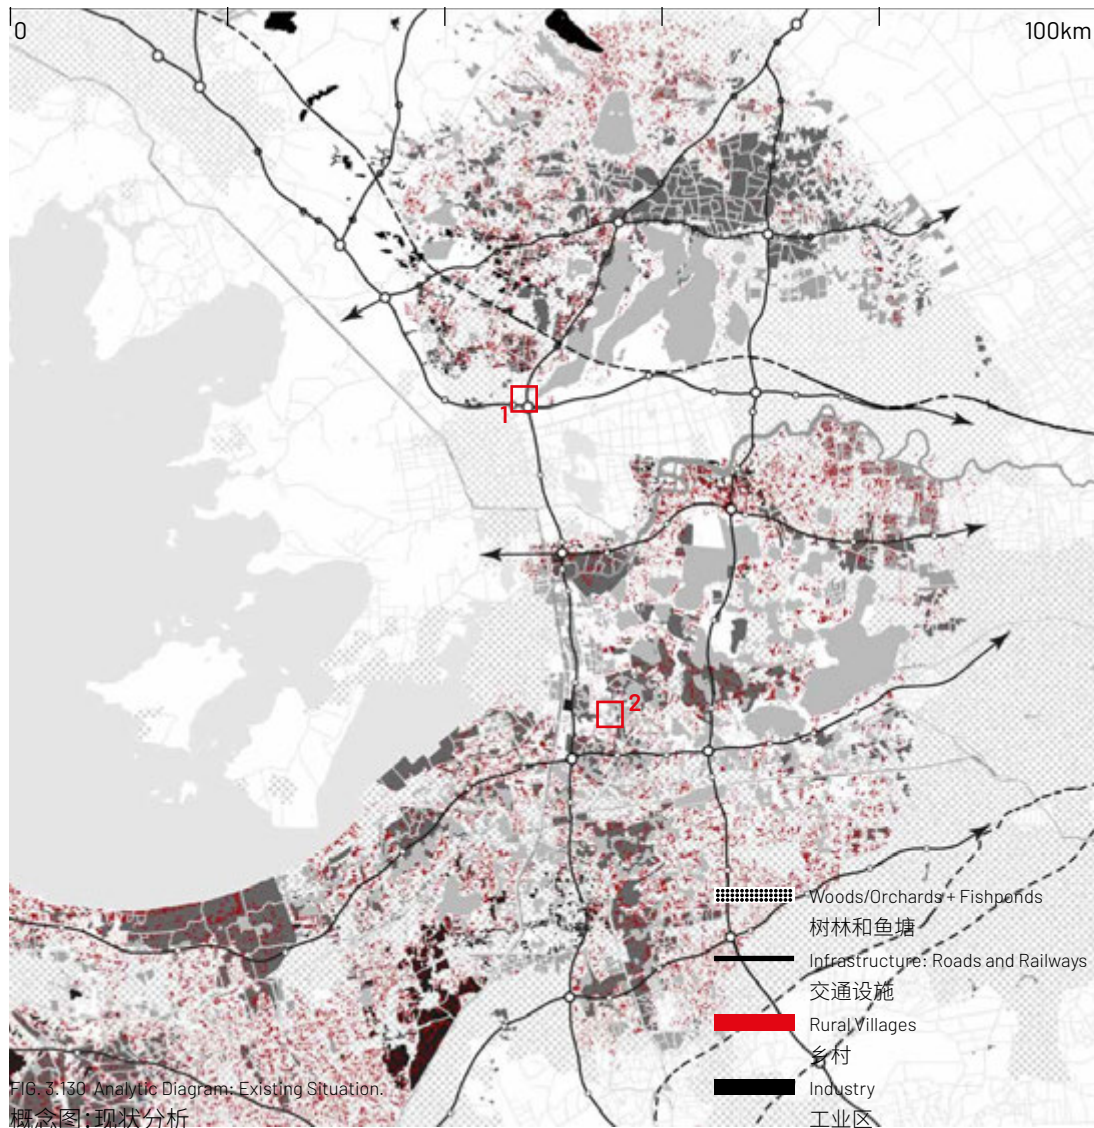 0
100km
1
2
Woods/Orchards + Fishponds
树林和鱼塘
Infrastructure: Roads and Railways
交通设施
Rural Villages
乡村
Industry
工业区
FIG. 3.130 Analytic Diagram: Existing Situation.
概念图:现状分析